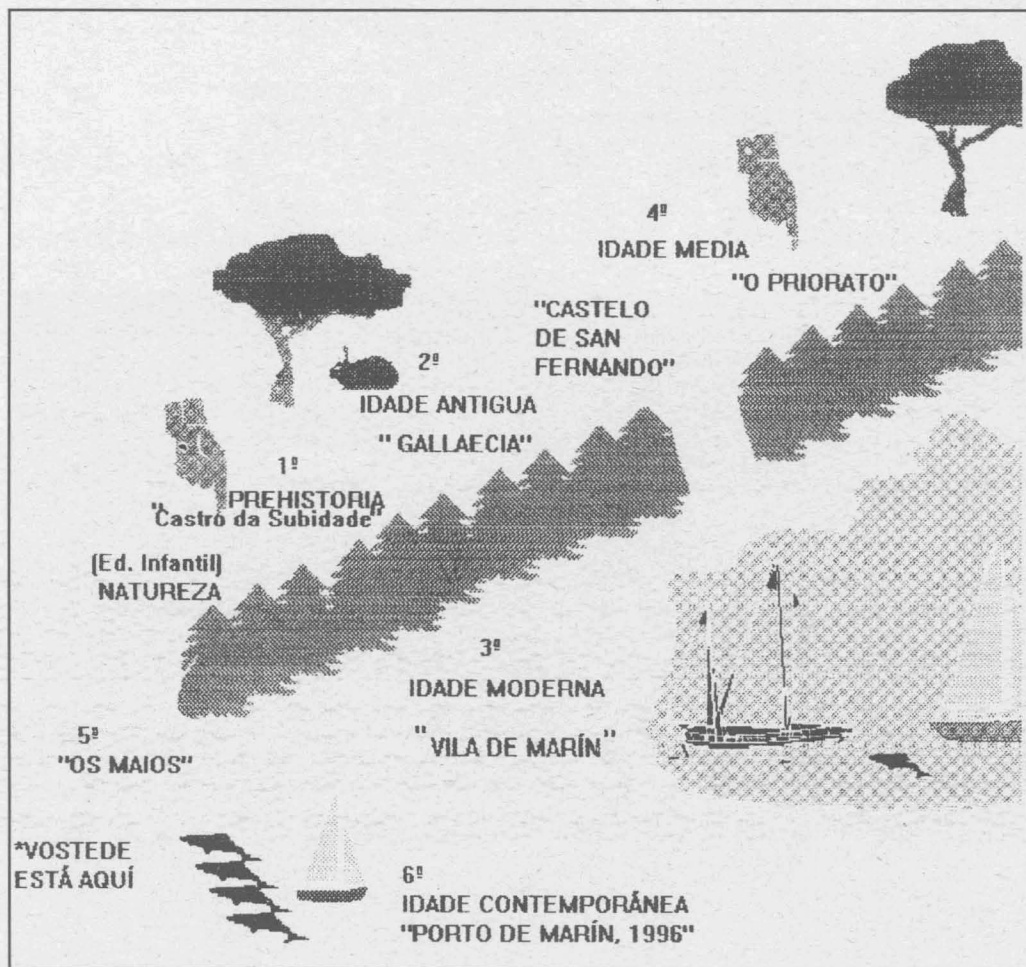 4º
IDADE MEDIA
"O PRIORATO"
"CASTELO
DE SAN
FERNANDO"
2º
IDADE ANTIGUA
" GALLAECIA"
1º
" PREHISTORIA
"Castro da Subidade"
(Ed. Infantil)
NATUREZA
3º
IDADE MODERNA
"VILA DE MARÍN"
5º
"OS MAIOS"
*VOSTEDE
ESTÁ AQUÍ
6º
IDADE CONTEMPORÁNEA
"PORTO DE MARÍN, 1996"